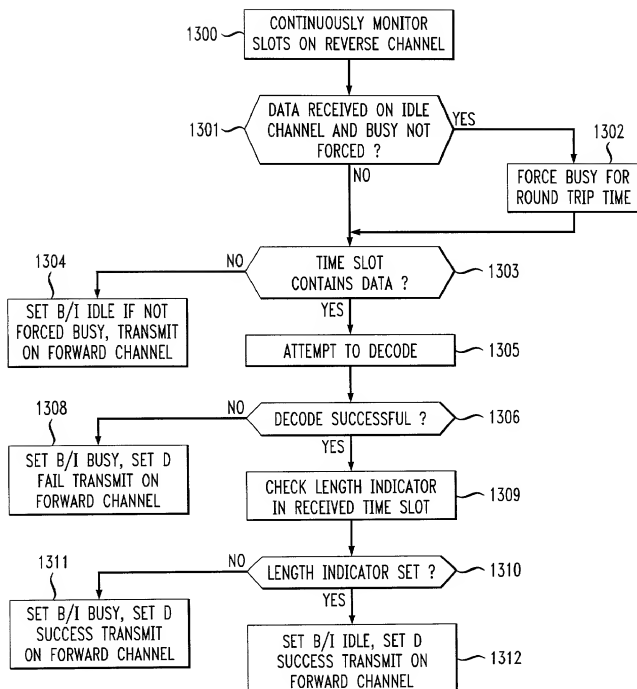 1300
CONTINUOUSLY MONITOR
SLOTS ON REVERSE CHANNEL
1301
DATA RECEIVED ON IDLE
CHANNEL AND BUSY NOT
FORCED ?
YES
NO
1302
FORCE BUSY FOR
ROUND TRIP TIME
TIME SLOT
CONTAINS DATA ?
1303
NO
YES
1304
SET B/I IDLE IF NOT
FORCED BUSY, TRANSMIT
ON FORWARD CHANNEL
ATTEMPT TO DECODE
1305
DECODE SUCCESSFUL ?
1306
NO
YES
1308
SET B/I BUSY, SET D
FAIL TRANSMIT ON
FORWARD CHANNEL
CHECK LENGTH INDICATOR
IN RECEIVED TIME SLOT
1309
LENGTH INDICATOR SET ?
1310
NO
YES
1311
SET B/I BUSY, SET D
SUCCESS TRANSMIT
ON FORWARD CHANNEL
SET B/I IDLE, SET D
SUCCESS TRANSMIT ON
FORWARD CHANNEL
1312